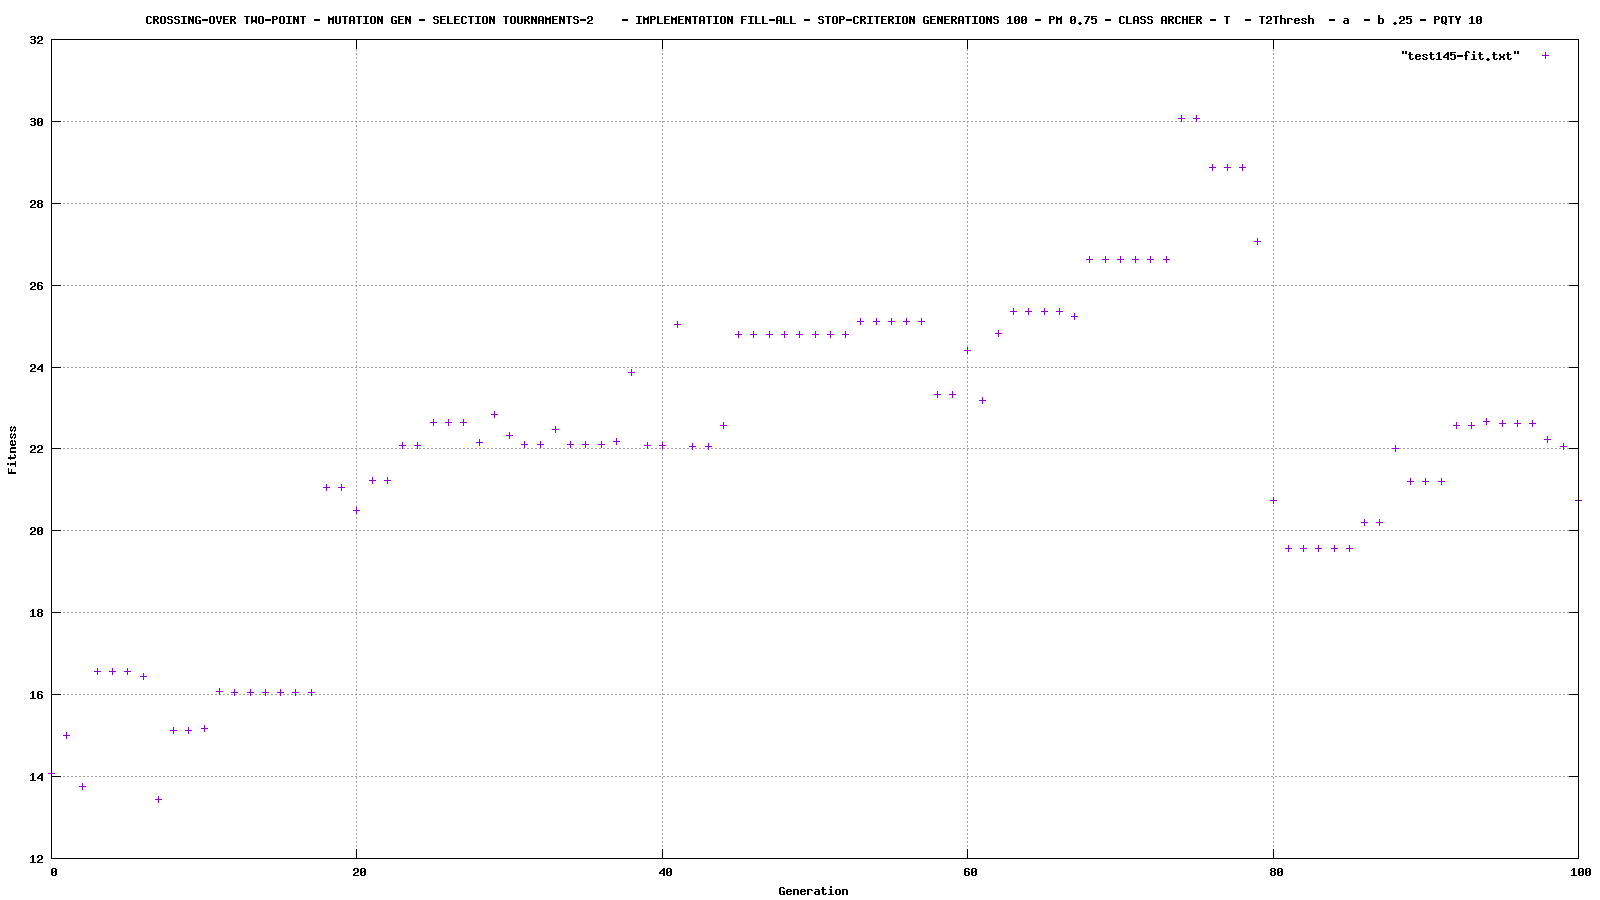 CROSSING-OVER TWO-POINT - MUTATION GEN - SELECTION TOURNAMENTS-2    - IMPLEMENTATION FILL-ALL - STOP-CRITERION GENERATIONS 100 - PM 0.75 - CLASS ARCHER - T  - T2Thresh  - a  - b .25 - PQTY 10
"test145-fit.txt"
32
30
28
26
24
22
20
18
16
14
12
Fitness
0 20 40 60 80 100
Generation